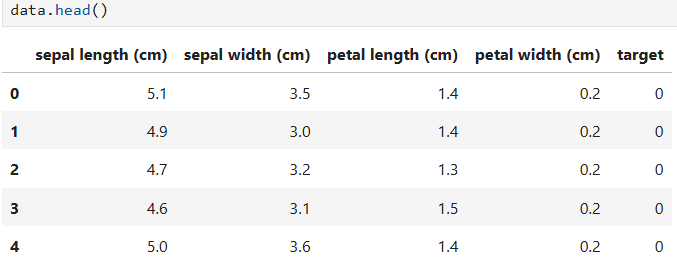 data.head()
sepal length (cm) sepal width (cm) petal length (cm) petal width (cm) target
0 5.1 3.5 1.4 0.2 0
1 4.9 3.0 1.4 0.2 0
2 4.7 3.2 1.3 0.2 0
3 4.6 3.1 1.5 0.2 0
4 5.0 3.6 1.4 0.2 0